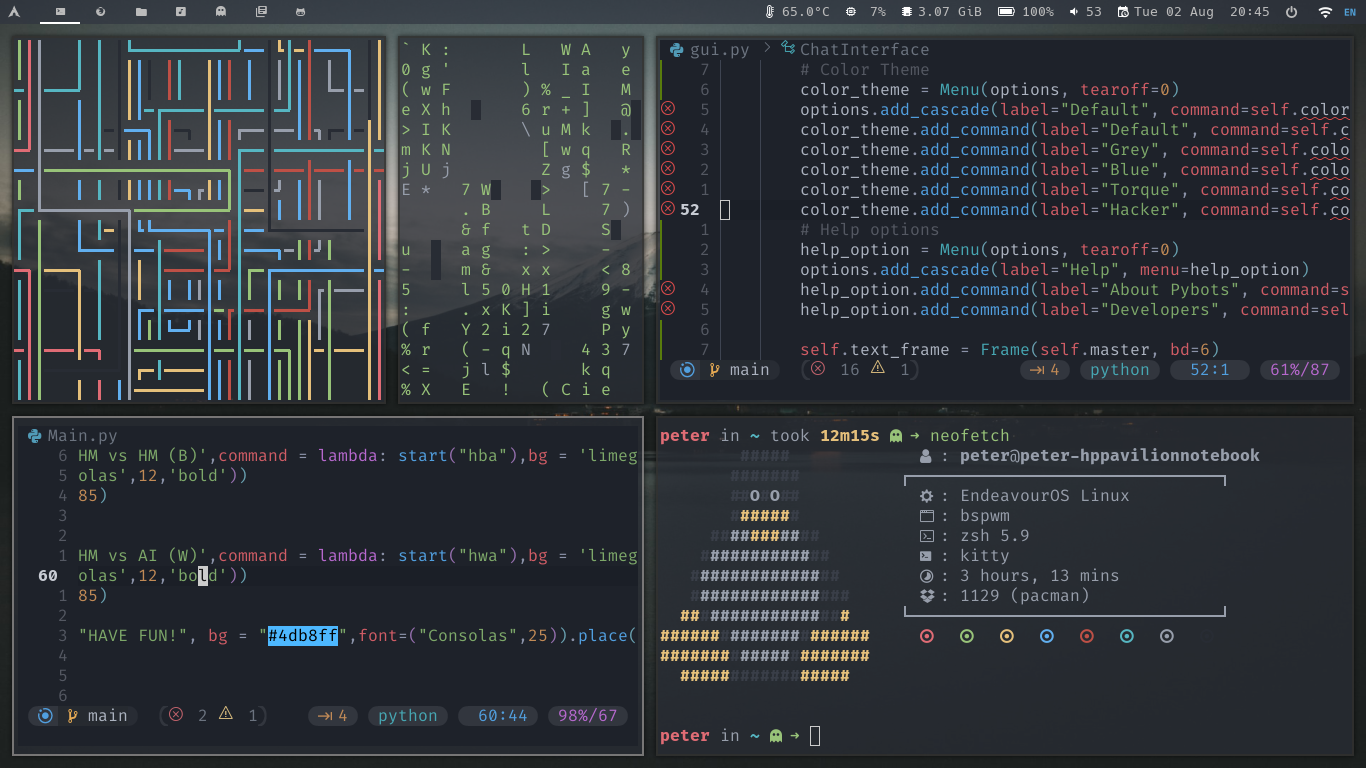 65.0°C 7% 3.07 GiB 100% 53 Tue 02 Aug 20:45 EN
` K : L W A y
0 g ' l I a e
( w F ) % _ I M
e X h 6 r + ] @
> I K \ u M k .
m K N [ w q R
j U j Z g $ *
E * 7 W > [ 7 -
. B L 7 )
& f t D S
u a g : > -
- m & x x < 8
5 l 5 0 H 1 9 -
: . x K ] i g w
( f Y 2 i 2 7 P y
% r ( - q N 4 3 7
< = j l $ k q
% X E ! ( C i e
gui.py > ChatInterface
7 # Color Theme
6 color_theme = Menu(options, tearoff=0)
5 options.add_cascade(label="Default", command=self.color
4 color_theme.add_command(label="Default", command=self.c
3 color_theme.add_command(label="Grey", command=self.colo
2 color_theme.add_command(label="Blue", command=self.colo
1 color_theme.add_command(label="Torque", command=self.co
52 color_theme.add_command(label="Hacker", command=self.co
1 # Help options
2 help_option = Menu(options, tearoff=0)
3 options.add_cascade(label="Help", menu=help_option)
4 help_option.add_command(label="About Pybots", command=s
5 help_option.add_command(label="Developers", command=sel
6
7 self.text_frame = Frame(self.master, bd=6)
main ( 16 1) 4 python 52:1 61%/87
Main.py
6 HM vs HM (B)',command = lambda: start("hba"),bg = 'limeg
5 olas',12,'bold'))
4 85)
3
2
1 HM vs AI (W)',command = lambda: start("hwa"),bg = 'limeg
60 olas',12,'bold'))
1 85)
2
3 "HAVE FUN!", bg = "#4db8ff",font=("Consolas",25)).place(
4
5
6
main ( 2 1) 4 python 60:44 98%/67
peter in ~ took 12m15s ➜ neofetch
#####
#######
##O#O##
#######
###########
#############
###############
################
##################
####################
#####################
#################
: peter@peter-hppavilionnotebook
: EndeavourOS Linux
: bspwm
: zsh 5.9
: kitty
: 3 hours, 13 mins
: 1129 (pacman)
peter in ~ ➜